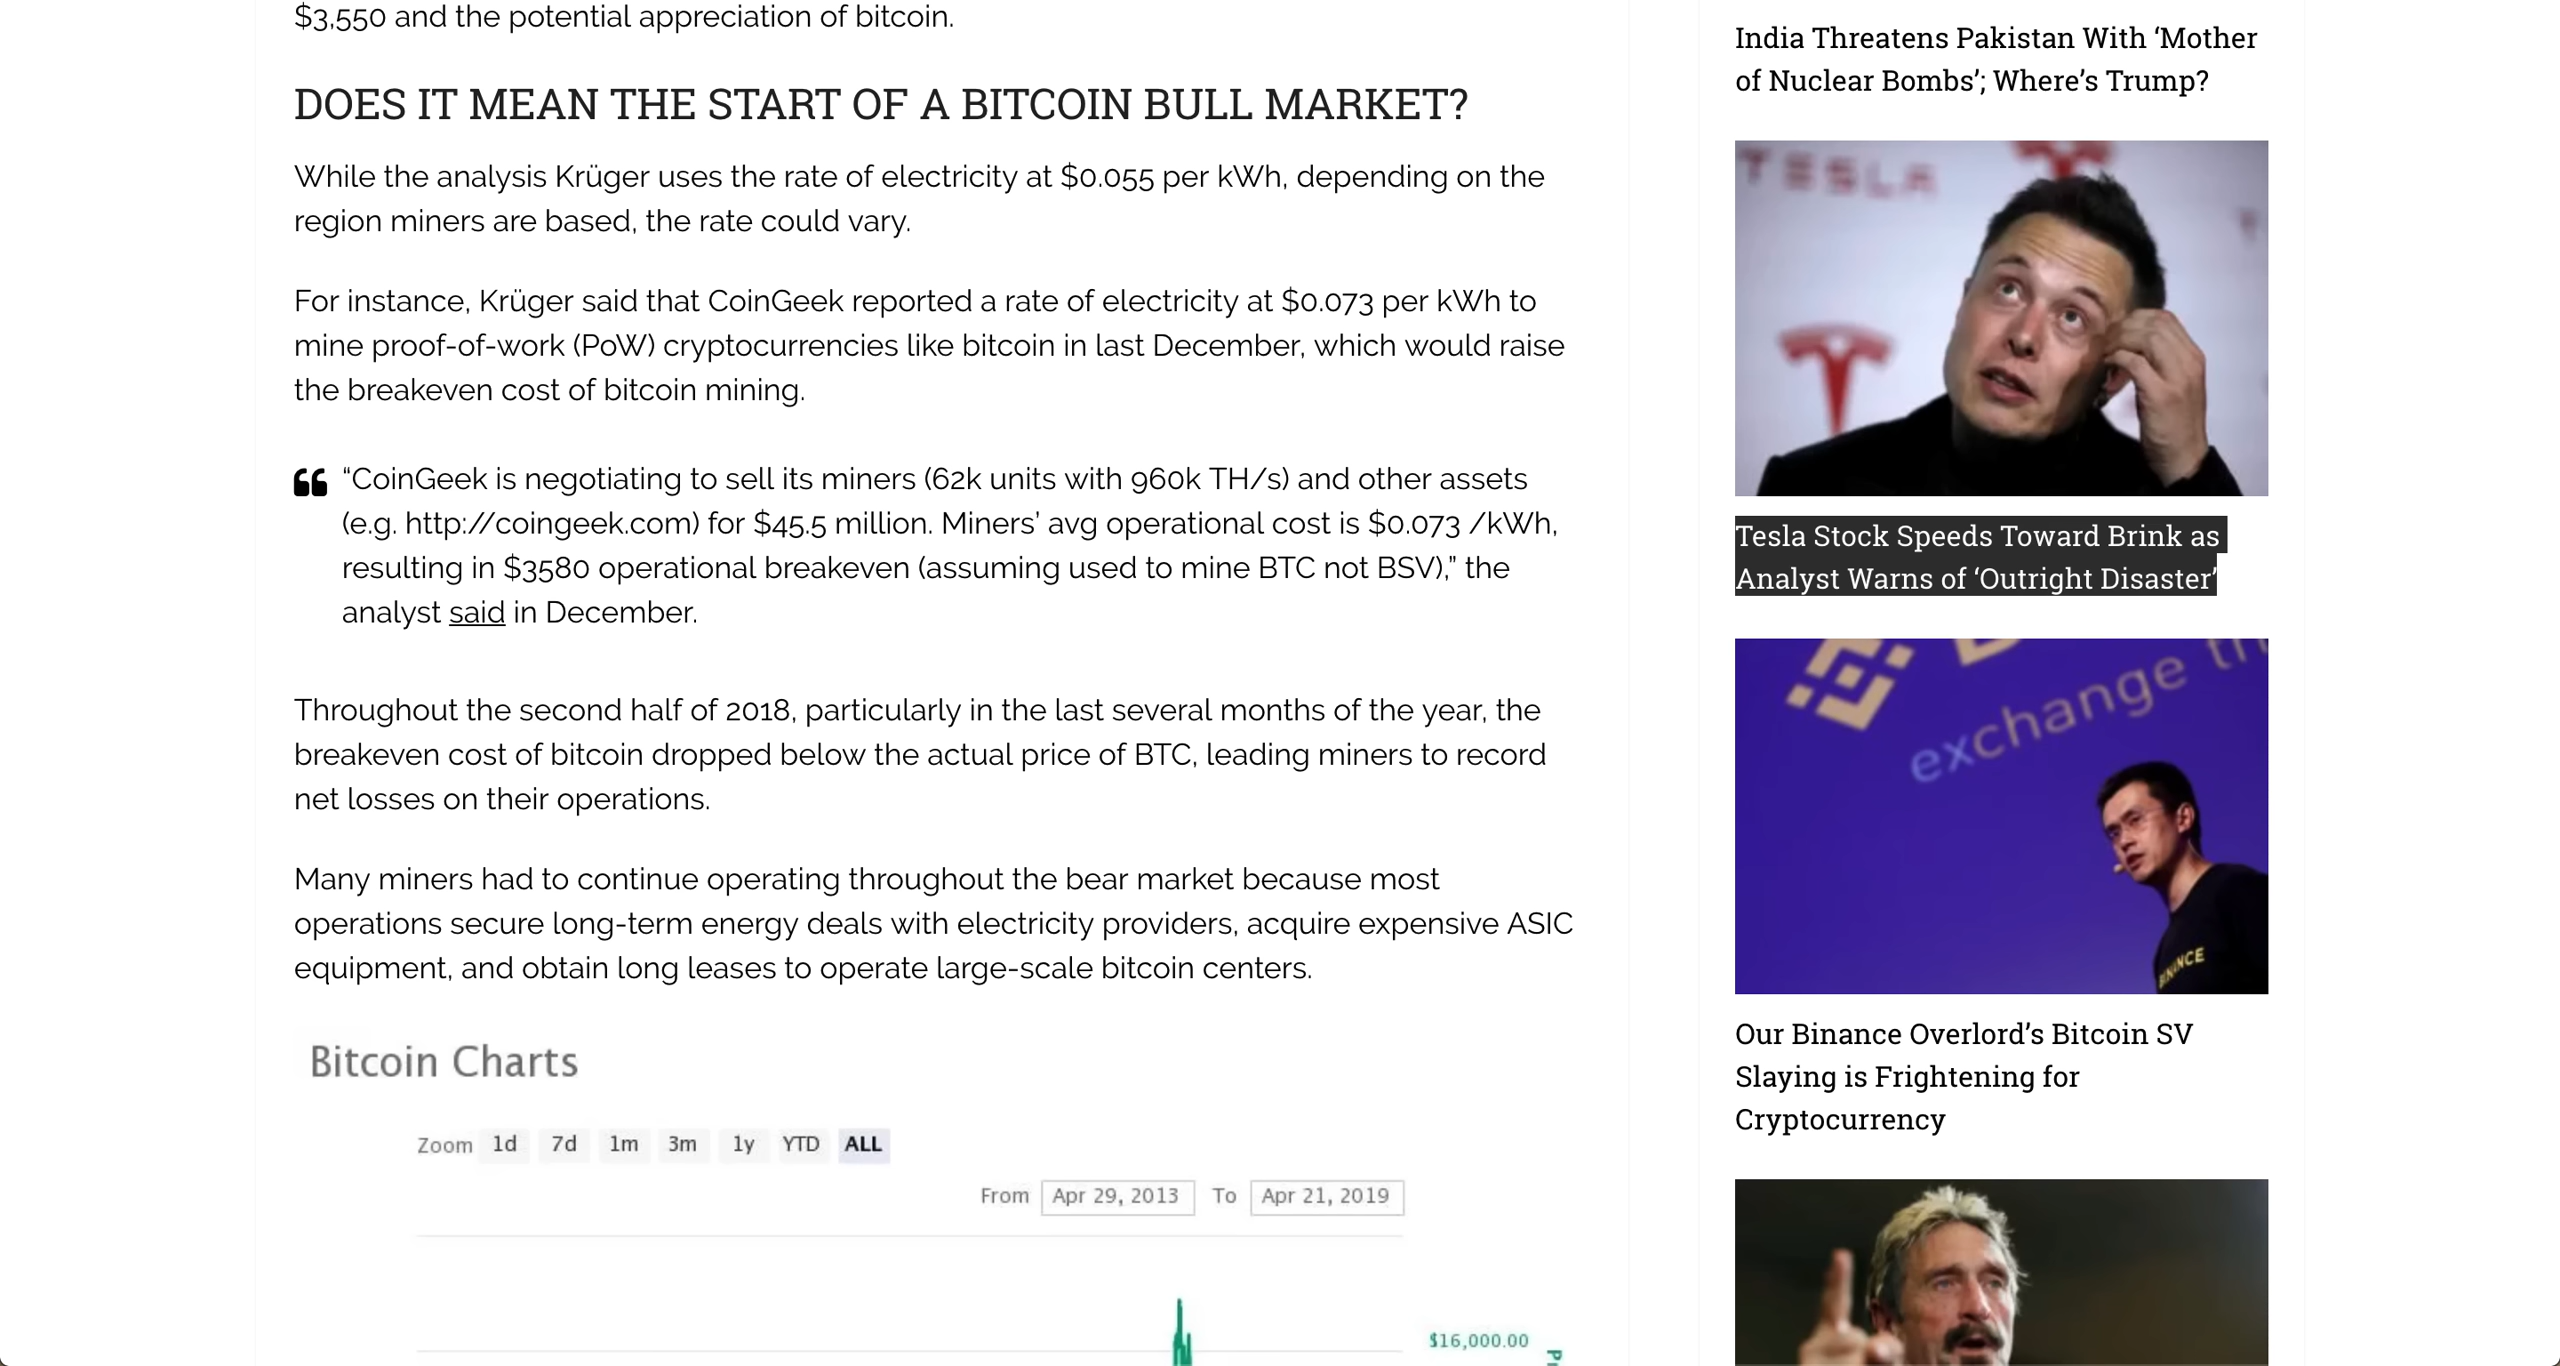 $3,550 and the potential appreciation of bitcoin.
DOES IT MEAN THE START OF A BITCOIN BULL MARKET?
While the analysis Krüger uses the rate of electricity at $0.055 per kWh, depending on the
region miners are based, the rate could vary.
For instance, Krüger said that CoinGeek reported a rate of electricity at $0.073 per kWh to
mine proof-of-work (PoW) cryptocurrencies like bitcoin in last December, which would raise
the breakeven cost of bitcoin mining.
“CoinGeek is negotiating to sell its miners (62k units with 960k TH/s) and other assets
(e.g. http://coingeek.com) for $45.5 million. Miners’ avg operational cost is $0.073 /kWh,
resulting in $3580 operational breakeven (assuming used to mine BTC not BSV),” the
analyst said in December.
Throughout the second half of 2018, particularly in the last several months of the year, the
breakeven cost of bitcoin dropped below the actual price of BTC, leading miners to record
net losses on their operations.
Many miners had to continue operating throughout the bear market because most
operations secure long-term energy deals with electricity providers, acquire expensive ASIC
equipment, and obtain long leases to operate large-scale bitcoin centers.
Bitcoin Charts
Zoom 1d 7d 1m 3m 1y YTD ALL
From Apr 29, 2013 To Apr 21, 2019
$16,000.00
India Threatens Pakistan With ‘Mother
of Nuclear Bombs’; Where’s Trump?
TESLA
Tesla Stock Speeds Toward Brink as
Analyst Warns of ‘Outright Disaster’
exchange
BINANCE
Our Binance Overlord’s Bitcoin SV
Slaying is Frightening for
Cryptocurrency